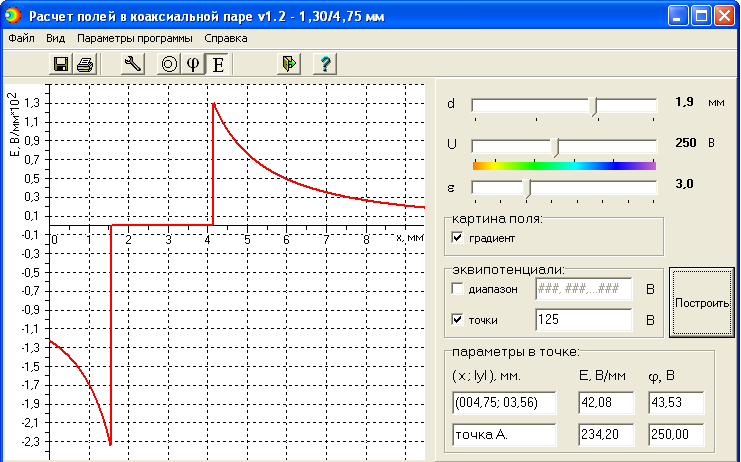 Расчет полей в коаксиальной паре v1.2 - 1,30/4,75 мм
Файл Вид Параметры программы Справка
φ E ?
E, В/мм*10^2
1,3
1,1
0,9
0,7
0,5
0,3
0,1
-0,1
-0,3
-0,5
-0,7
-0,9
-1,1
-1,3
-1,5
-1,7
-1,9
-2,1
-2,3
0 1 2 3 4 5 6 7 8
x, мм
d 1,9 мм
U 250 В
ε 3,0
картина поля:
градиент
эквипотенциали:
диапазон ###, ###,...### В
точки 125 В
Построить
параметры в точке:
(x ; |y| ), мм. E, В/мм φ, В
(004,75; 03,56) 42,08 43,53
точка А. 234,20 250,00